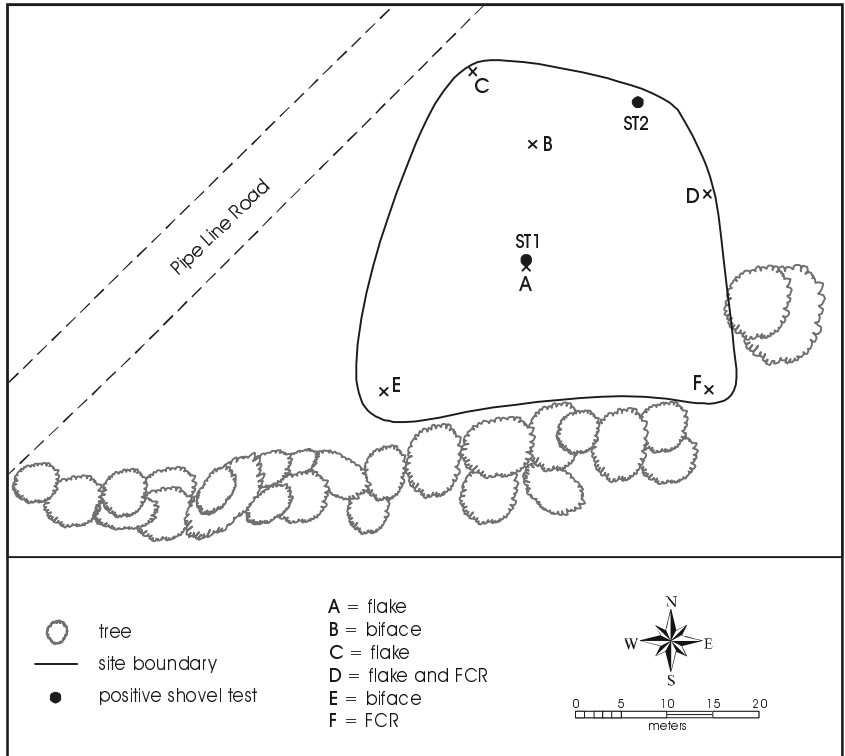 C
ST2
B
D
Pipe Line Road
ST1
A
E
F
tree
site boundary
positive shovel test
A = flake
B = biface
C = flake
D = flake and FCR
E = biface
F = FCR
N
W E
S
0 5 10 15 20
meters